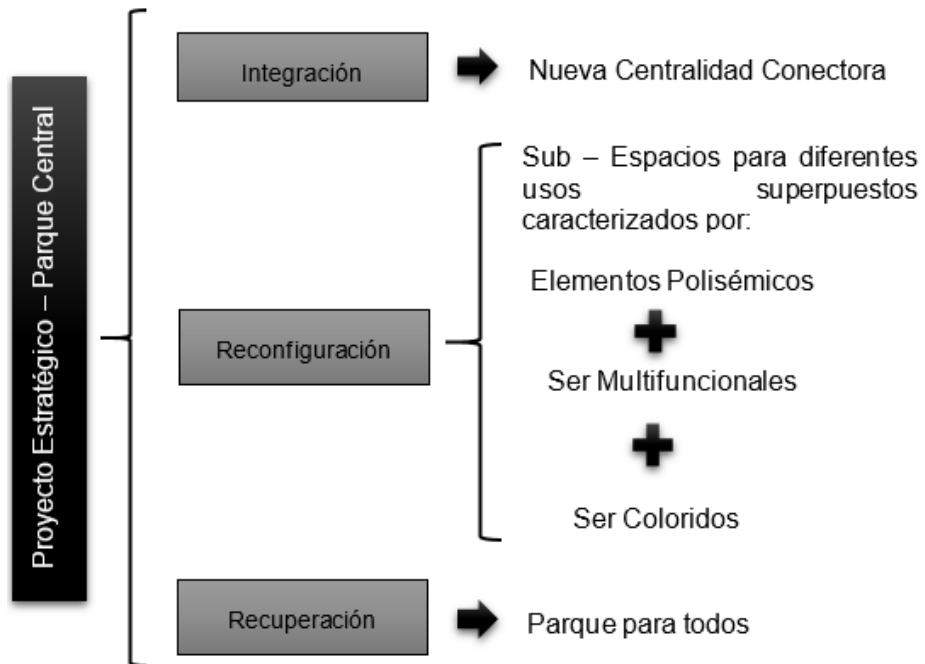 Proyecto Estratégico – Parque Central
Integración
Nueva Centralidad Conectora
Reconfiguración
Sub – Espacios para diferentes
usos superpuestos
caracterizados por:
Elementos Polisémicos
Ser Multifuncionales
Ser Coloridos
Recuperación
Parque para todos